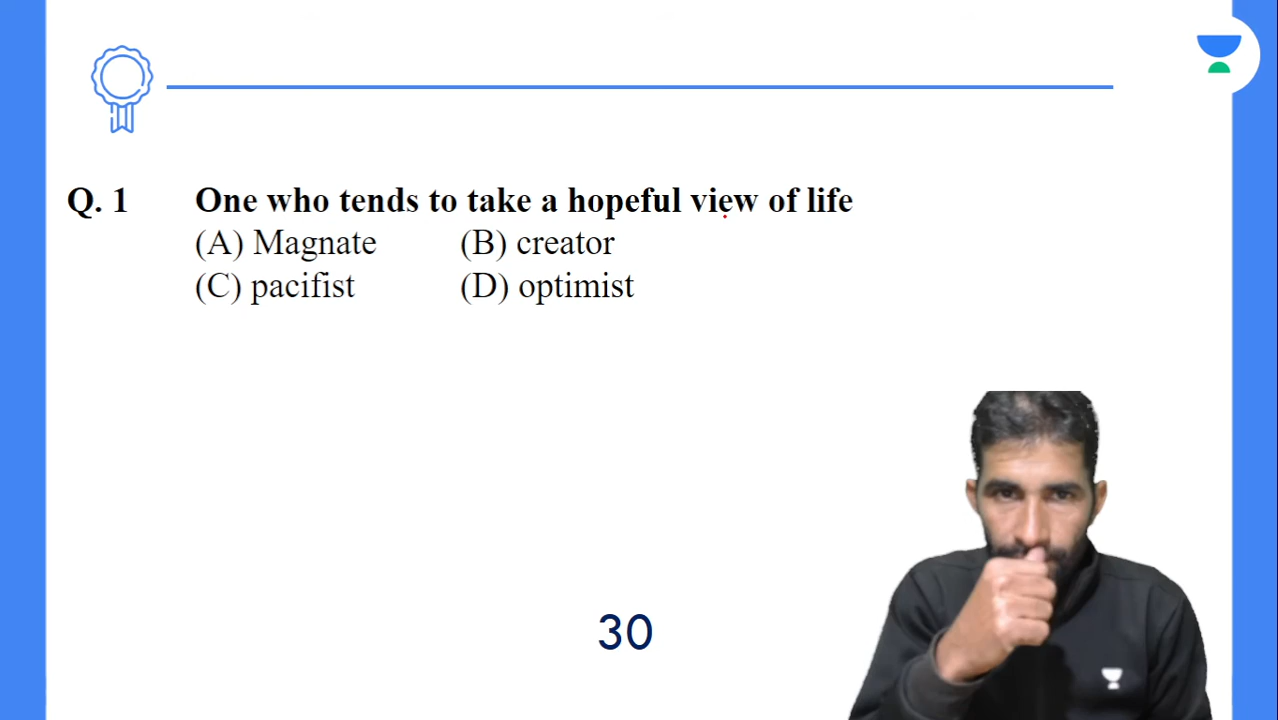 Q. 1 One who tends to take a hopeful view of life
(A) Magnate (B) creator
(C) pacifist (D) optimist
30